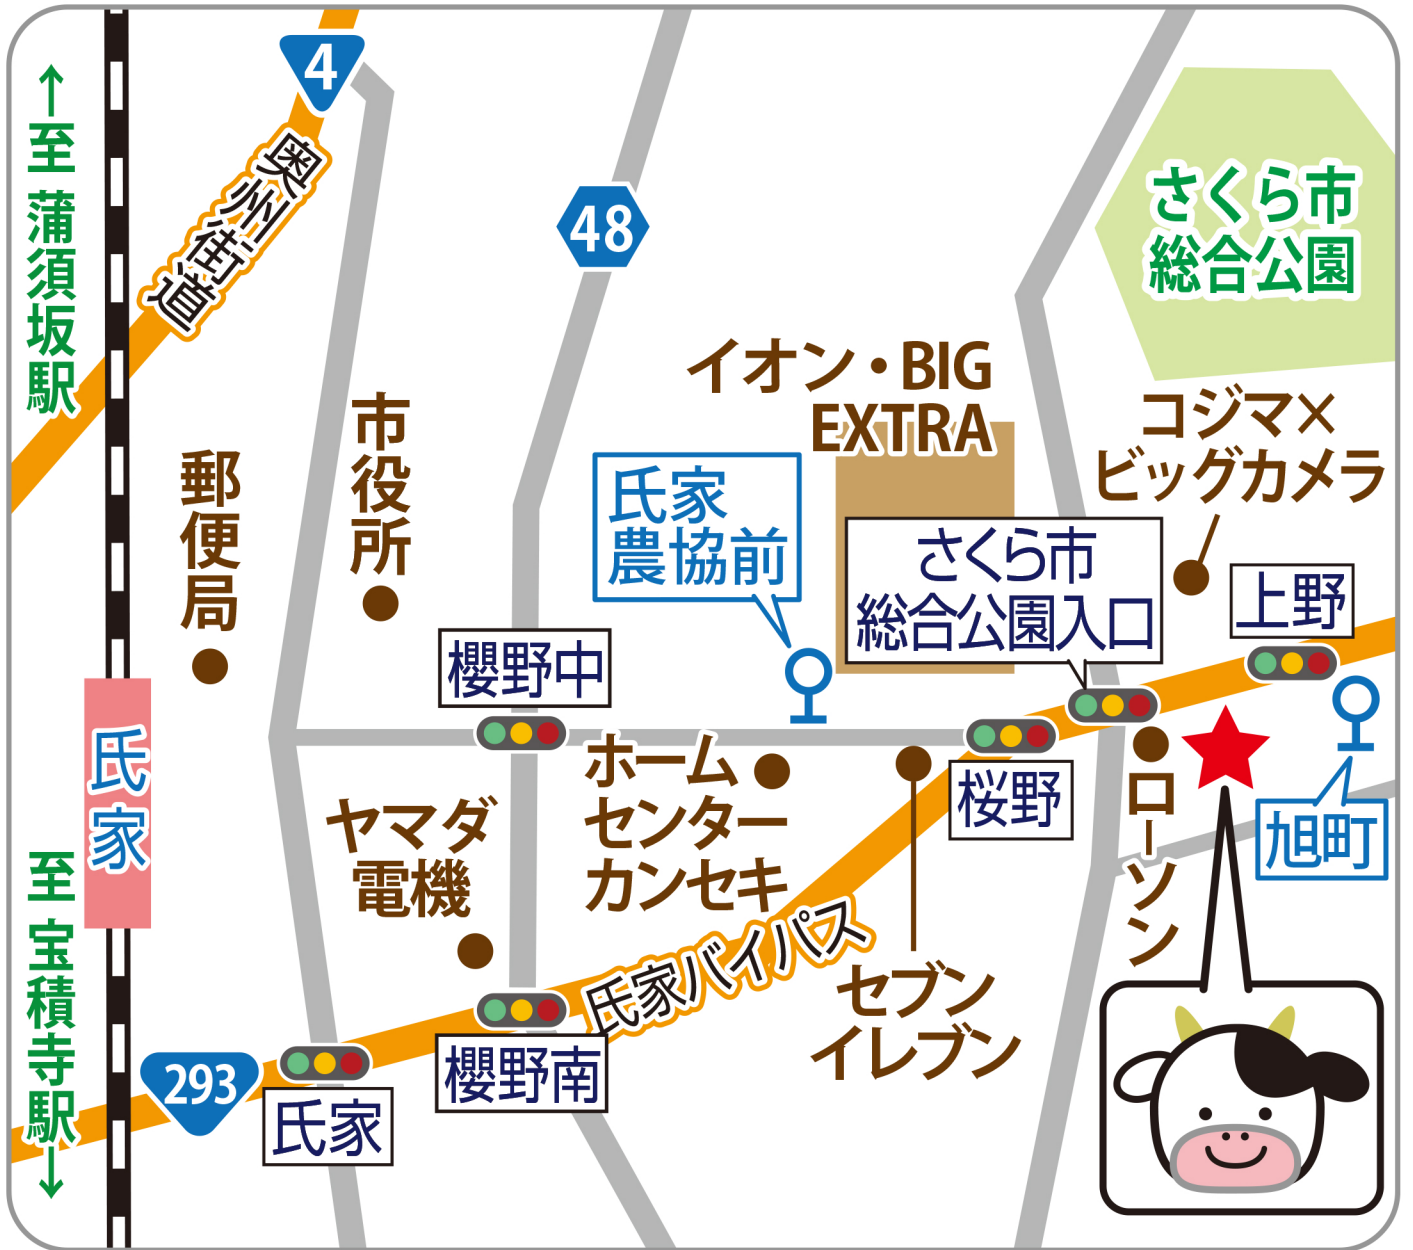 4
奥州街道
↑至 蒲須坂駅
48
さくら市
総合公園
イオン・BIG
EXTRA
コジマ×
ビッグカメラ
市役所
郵便局
氏家
農協前
さくら市
総合公園入口
上野
櫻野中
氏家
ホーム
センター
カンセキ
桜野
ローソン
旭町
ヤマダ
電機
氏家バイパス
セブン
イレブン
至 宝積寺駅↓
293
氏家
櫻野南